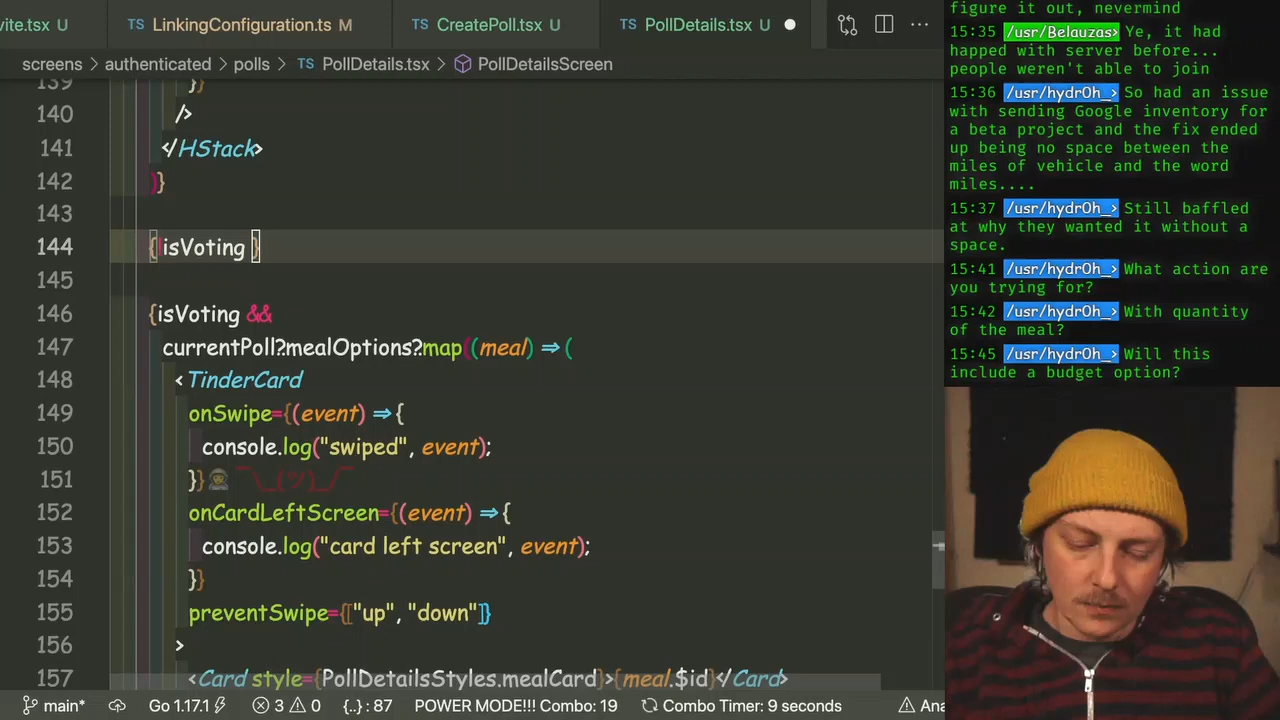 vite.tsx U
TS LinkingConfiguration.ts M
TS CreatePoll.tsx U
TS PollDetails.tsx U
screens > authenticated > polls > TS PollDetails.tsx > PollDetailsScreen
139 }}
140 />
141 </HStack>
142 )}
143
144 {!isVoting }
145
146 {isVoting &&
147 currentPoll?.mealOptions?.map((meal) => (
148 <TinderCard
149 onSwipe={(event) => {
150 console.log("swiped", event);
151 }} ¯\_(ツ)_/¯
152 onCardLeftScreen={(event) => {
153 console.log("card left screen", event);
154 }}
155 preventSwipe={["up", "down"]}
156 >
157 <Card style={PollDetailsStyles.mealCard}>{meal.$id}</Card>
main* Go 1.17.1 3 0 {..} : 87 POWER MODE!!! Combo: 19 Combo Timer: 9 seconds Ana
figure it out, nevermind
15:35 /usr/Belauzas> Ye, it had
happed with server before...
people weren't able to join
15:36 /usr/hydr0h_> So had an issue
with sending Google inventory for
a beta project and the fix ended
up being no space between the
miles of vehicle and the word
miles....
15:37 /usr/hydr0h_> Still baffled
at why they wanted it without a
space.
15:41 /usr/hydr0h_> What action are
you trying for?
15:42 /usr/hydr0h_> With quantity
of the meal?
15:45 /usr/hydr0h_> Will this
include a budget option?